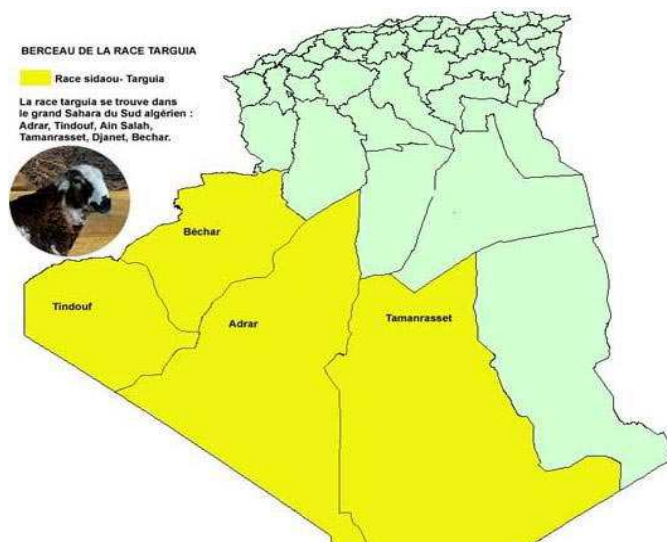 BERCEAU DE LA RACE TARGUIA
Race sidaou- Targuia
La race targuia se trouve dans
le grand Sahara du Sud algérien :
Adrar, Tindouf, Ain Salah,
Tamanrasset, Djanet, Bechar.
Béchar
Tindouf
Adrar
Tamanrasset